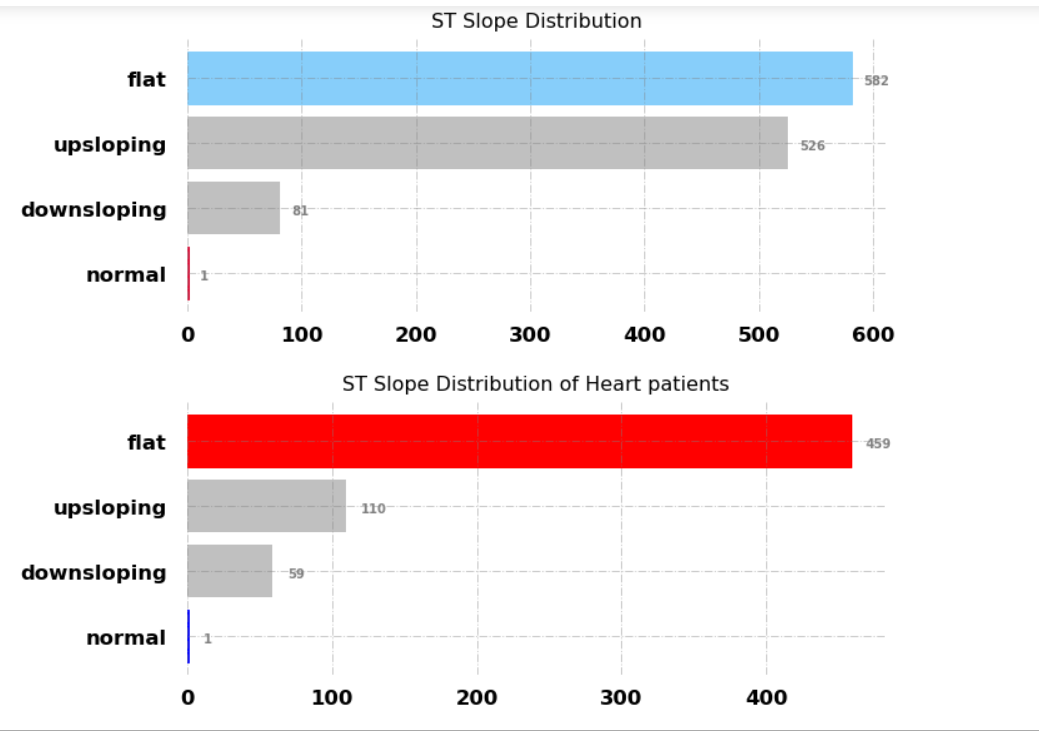 ST Slope Distribution
flat 582
upsloping 526
downsloping 81
normal 1
0 100 200 300 400 500 600
ST Slope Distribution of Heart patients
flat 459
upsloping 110
downsloping 59
normal 1
0 100 200 300 400